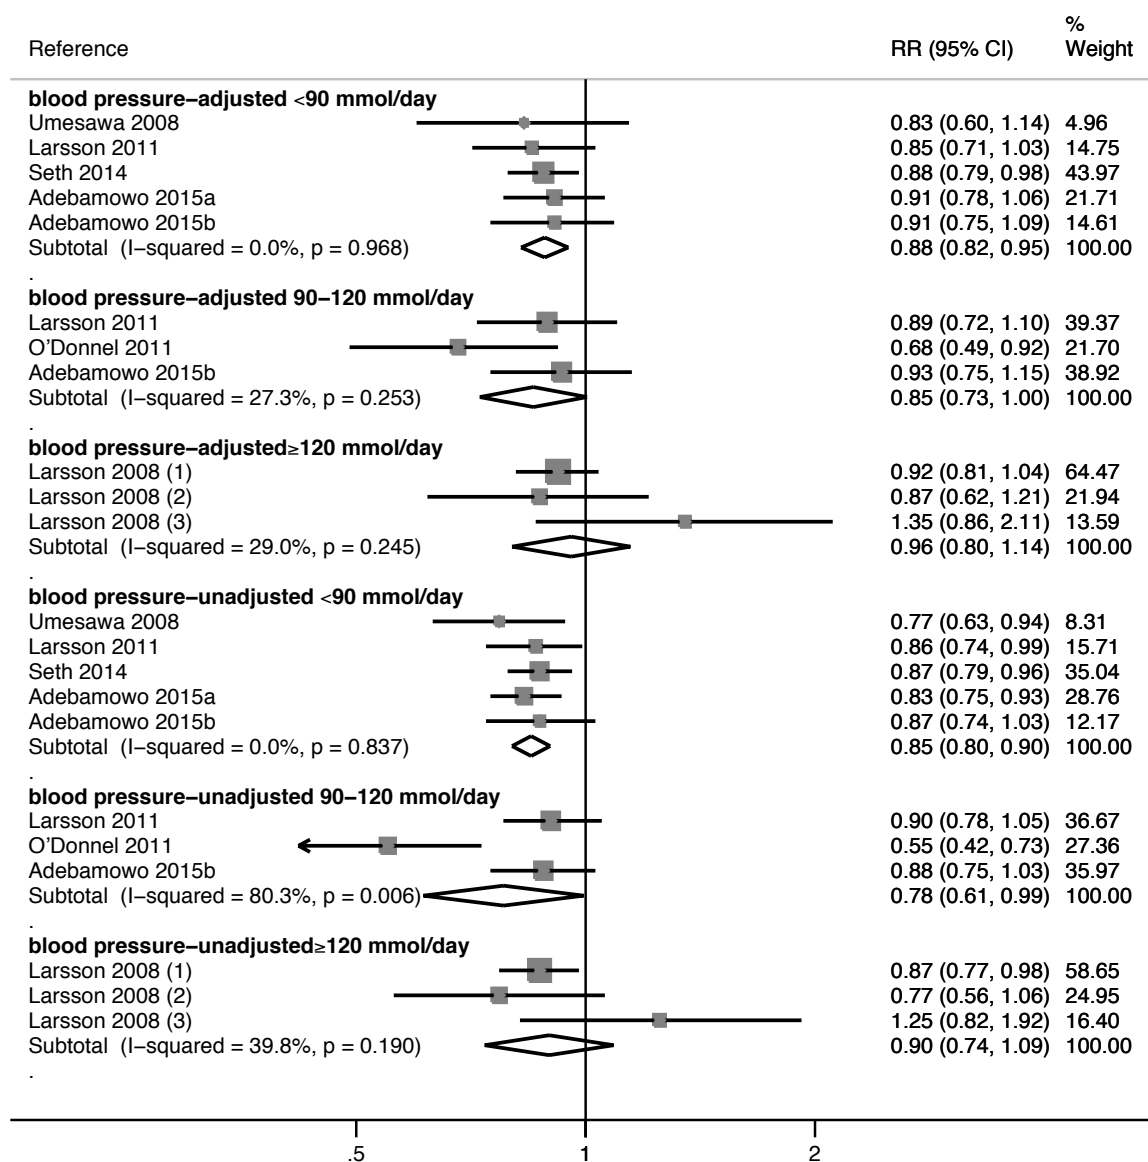 %
Reference RR (95% CI) Weight
blood pressure−adjusted <90 mmol/day
Umesawa 2008 0.83 (0.60, 1.14) 4.96
Larsson 2011 0.85 (0.71, 1.03) 14.75
Seth 2014 0.88 (0.79, 0.98) 43.97
Adebamowo 2015a 0.91 (0.78, 1.06) 21.71
Adebamowo 2015b 0.91 (0.75, 1.09) 14.61
Subtotal (I−squared = 0.0%, p = 0.968) 0.88 (0.82, 0.95) 100.00
.
blood pressure−adjusted 90−120 mmol/day
Larsson 2011 0.89 (0.72, 1.10) 39.37
O'Donnel 2011 0.68 (0.49, 0.92) 21.70
Adebamowo 2015b 0.93 (0.75, 1.15) 38.92
Subtotal (I−squared = 27.3%, p = 0.253) 0.85 (0.73, 1.00) 100.00
.
blood pressure−adjusted≥120 mmol/day
Larsson 2008 (1) 0.92 (0.81, 1.04) 64.47
Larsson 2008 (2) 0.87 (0.62, 1.21) 21.94
Larsson 2008 (3) 1.35 (0.86, 2.11) 13.59
Subtotal (I−squared = 29.0%, p = 0.245) 0.96 (0.80, 1.14) 100.00
.
blood pressure−unadjusted <90 mmol/day
Umesawa 2008 0.77 (0.63, 0.94) 8.31
Larsson 2011 0.86 (0.74, 0.99) 15.71
Seth 2014 0.87 (0.79, 0.96) 35.04
Adebamowo 2015a 0.83 (0.75, 0.93) 28.76
Adebamowo 2015b 0.87 (0.74, 1.03) 12.17
Subtotal (I−squared = 0.0%, p = 0.837) 0.85 (0.80, 0.90) 100.00
.
blood pressure−unadjusted 90−120 mmol/day
Larsson 2011 0.90 (0.78, 1.05) 36.67
O'Donnel 2011 0.55 (0.42, 0.73) 27.36
Adebamowo 2015b 0.88 (0.75, 1.03) 35.97
Subtotal (I−squared = 80.3%, p = 0.006) 0.78 (0.61, 0.99) 100.00
.
blood pressure−unadjusted≥120 mmol/day
Larsson 2008 (1) 0.87 (0.77, 0.98) 58.65
Larsson 2008 (2) 0.77 (0.56, 1.06) 24.95
Larsson 2008 (3) 1.25 (0.82, 1.92) 16.40
Subtotal (I−squared = 39.8%, p = 0.190) 0.90 (0.74, 1.09) 100.00
.
.5 1 2